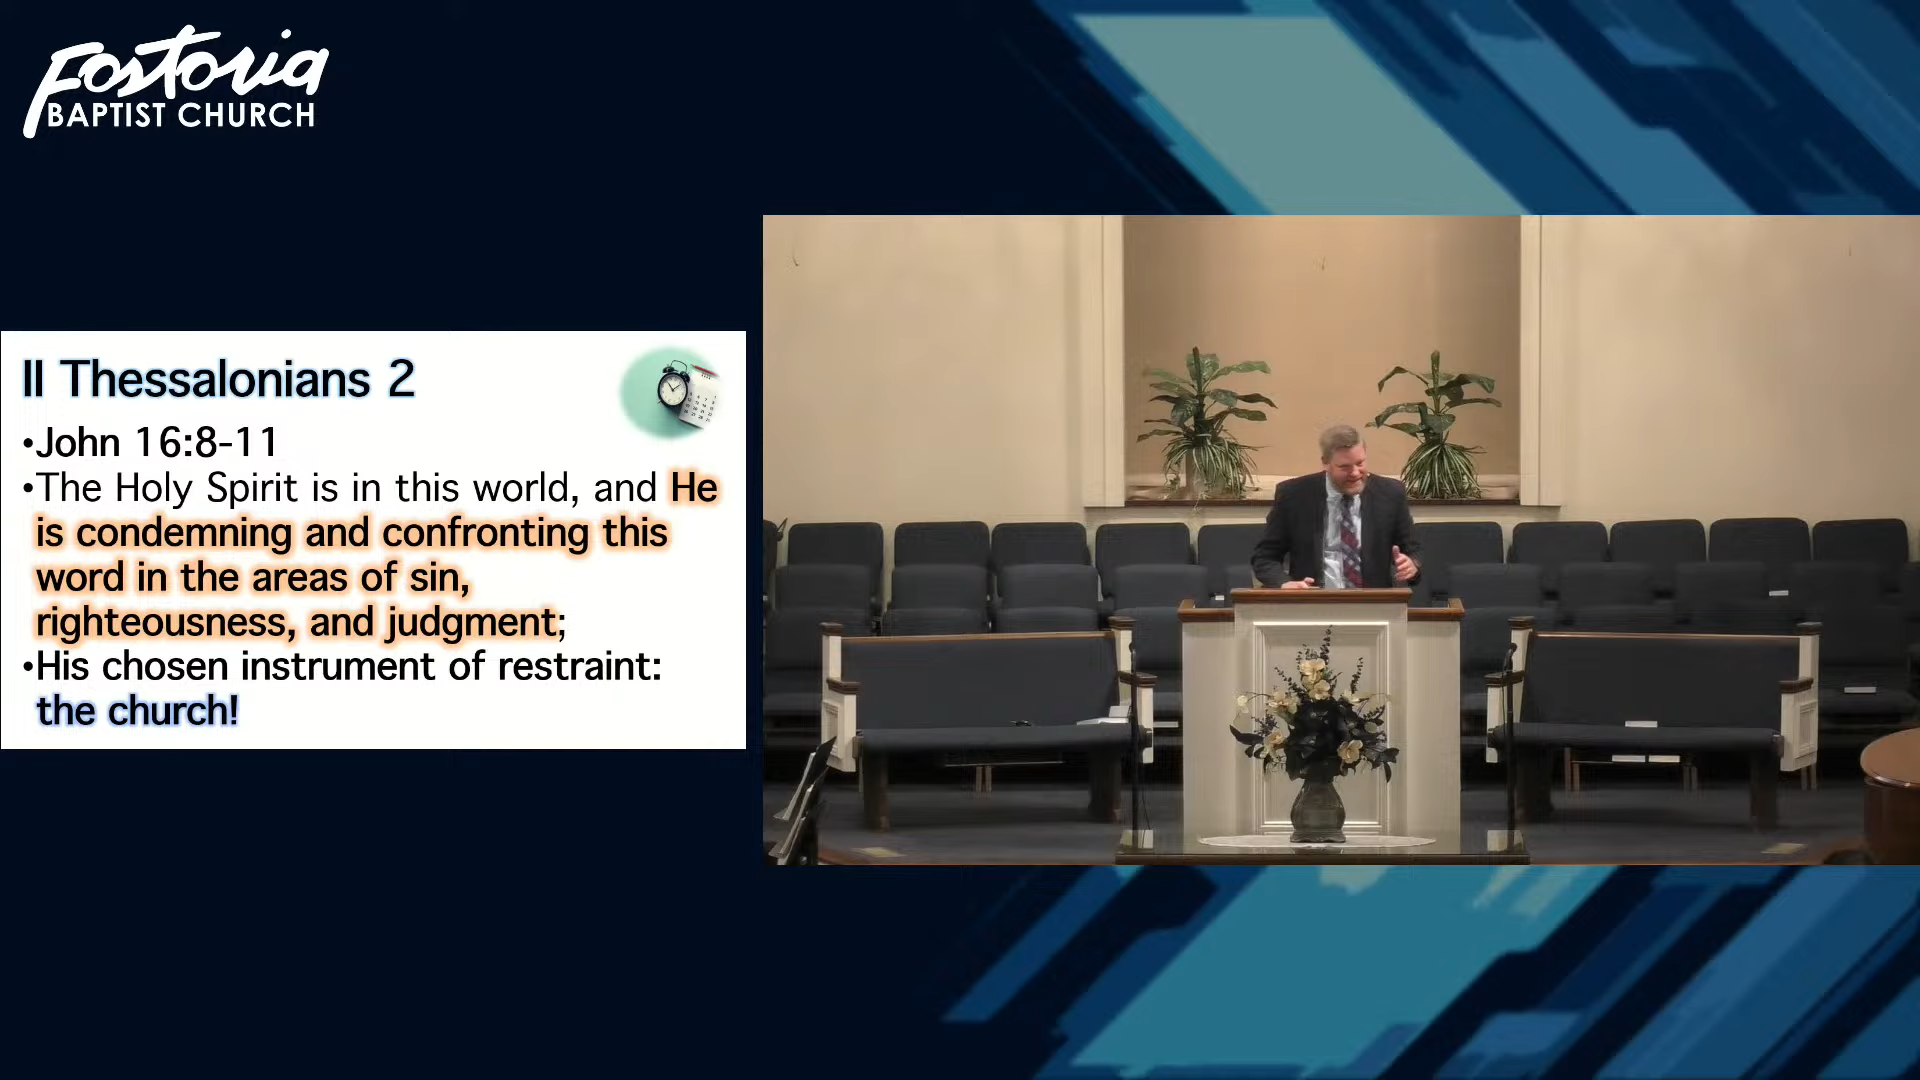 Fostoria
BAPTIST CHURCH
II Thessalonians 2
•John 16:8-11
•The Holy Spirit is in this world, and He
is condemning and confronting this
word in the areas of sin,
righteousness, and judgment;
•His chosen instrument of restraint:
the church!